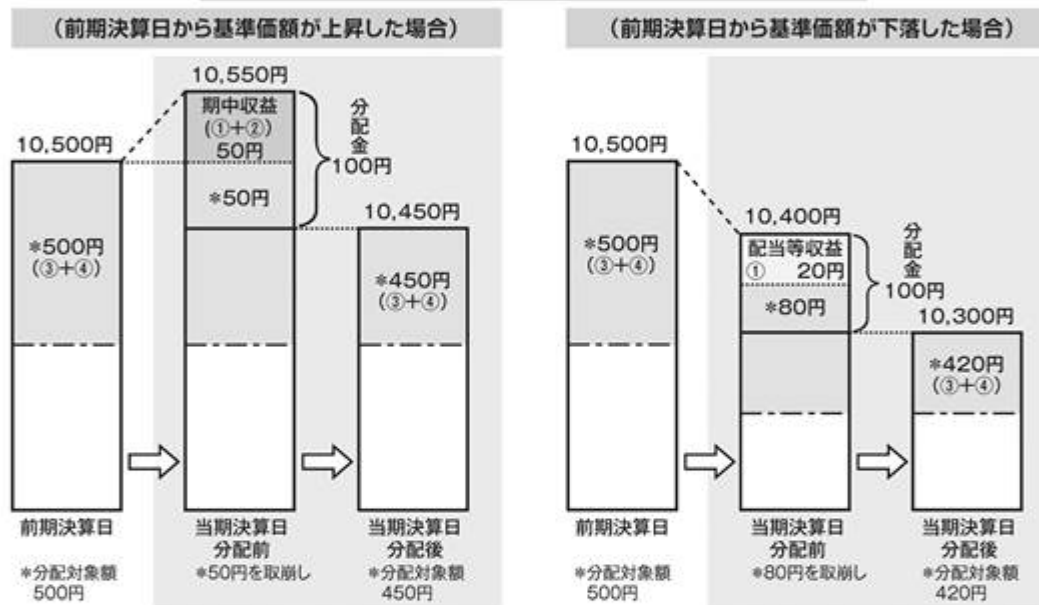 (前期決算日から基準価額が上昇した場合)
10,550円
期中収益
(①+②)
50円
*50円
分配金
100円
10,500円
*500円
(③+④)
10,450円
*450円
(③+④)
前期決算日
*分配対象額
500円
当期決算日
分配前
*50円を取崩し
当期決算日
分配後
*分配対象額
450円
(前期決算日から基準価額が下落した場合)
10,500円
*500円
(③+④)
10,400円
配当等収益
① 20円
*80円
分配金
100円
10,300円
*420円
(③+④)
前期決算日
*分配対象額
500円
当期決算日
分配前
*80円を取崩し
当期決算日
分配後
*分配対象額
420円